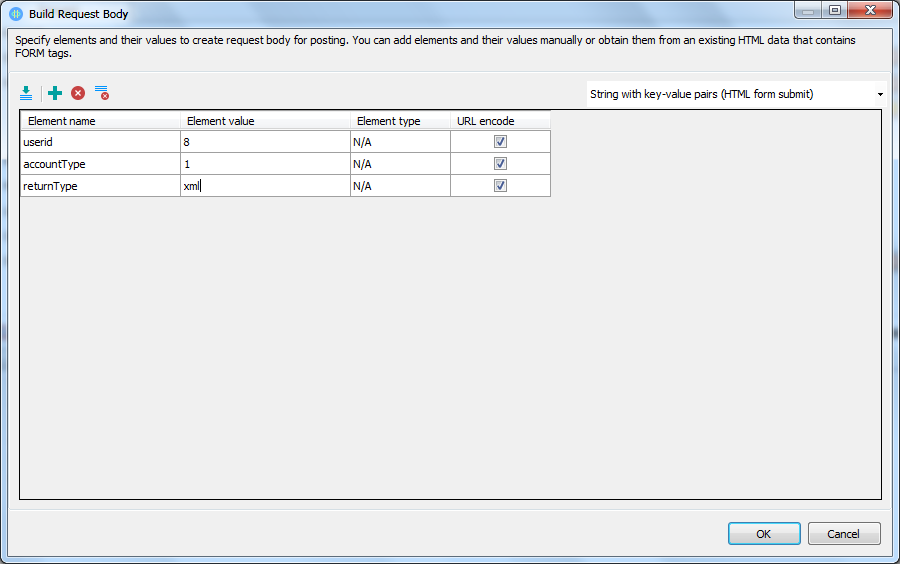 Build Request Body
Specify elements and their values to create request body for posting. You can add elements and their values manually or obtain them from an existing HTML data that contains
FORM tags.
String with key-value pairs (HTML form submit)
Element name Element value Element type URL encode
userid 8 N/A
accountType 1 N/A
returnType xml N/A
OK Cancel